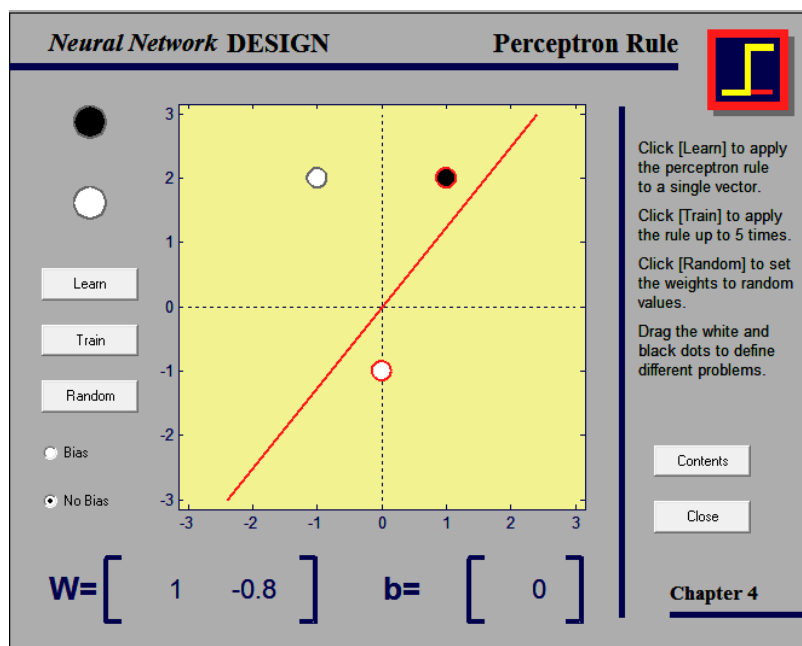 Neural Network DESIGN
Perceptron Rule
Click [Learn] to apply
the perceptron rule
to a single vector.
Click [Train] to apply
the rule up to 5 times.
Click [Random] to set
the weights to random
values.
Drag the white and
black dots to define
different problems.
Learn
Train
Random
Bias
No Bias
3
2
1
0
-1
-2
-3
-3 -2 -1 0 1 2 3
Contents
Close
W= [ 1 -0.8 ] b= [ 0 ]
Chapter 4